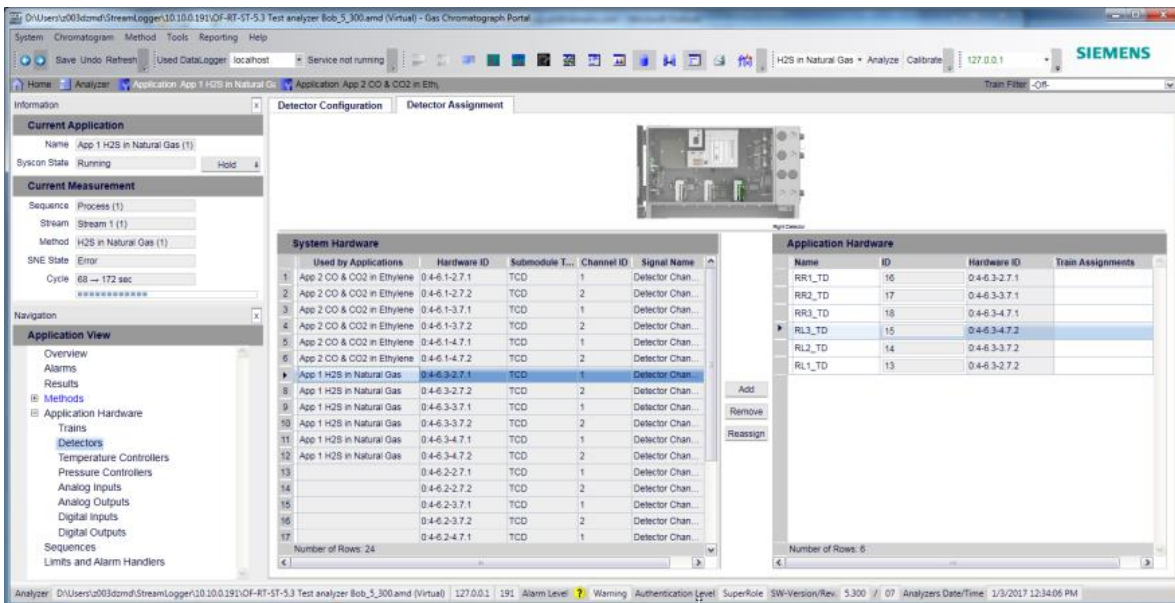 D:\Users\z003dzmd\StreamLogger\10.10.0.191\OF-RT-ST-5.3 Test analyzer Bob_5_300.amd (Virtual) - Gas Chromatograph Portal
System Chromatogram Method Tools Reporting Help
Save Undo Refresh Used DataLogger localhost Service not running H2S in Natural Gas Analyze Calibrate 127.0.0.1 SIEMENS
Home Analyzer Application App 1 H2S in Natural Ga Application App 2 CO & CO2 in Eth Train Filter -Off-
Information x Detector Configuration Detector Assignment
Current Application
Name App 1 H2S in Natural Gas (1)
Syscon State Running Hold
Current Measurement
Sequence Process (1)
Stream Stream 1 (1)
Method H2S in Natural Gas (1)
SNE State Error
Cycle 68 → 172 sec
Right Detector
Navigation x
Application View
Overview
Alarms
Results
Methods
Application Hardware
Trains
Detectors
Temperature Controllers
Pressure Controllers
Analog Inputs
Analog Outputs
Digital Inputs
Digital Outputs
Sequences
Limits and Alarm Handlers
System Hardware
Used by Applications Hardware ID Submodule T... Channel ID Signal Name
1 App 2 CO & CO2 in Ethylene 0:4-6.1-2.7.1 TCD 1 Detector Chan...
2 App 2 CO & CO2 in Ethylene 0:4-6.1-2.7.2 TCD 2 Detector Chan...
3 App 2 CO & CO2 in Ethylene 0:4-6.1-3.7.1 TCD 1 Detector Chan...
4 App 2 CO & CO2 in Ethylene 0:4-6.1-3.7.2 TCD 2 Detector Chan...
5 App 2 CO & CO2 in Ethylene 0:4-6.1-4.7.1 TCD 1 Detector Chan...
6 App 2 CO & CO2 in Ethylene 0:4-6.1-4.7.2 TCD 2 Detector Chan...
App 1 H2S in Natural Gas 0:4-6.3-2.7.1 TCD 1 Detector Chan...
8 App 1 H2S in Natural Gas 0:4-6.3-2.7.2 TCD 2 Detector Chan...
9 App 1 H2S in Natural Gas 0:4-6.3-3.7.1 TCD 1 Detector Chan...
10 App 1 H2S in Natural Gas 0:4-6.3-3.7.2 TCD 2 Detector Chan...
11 App 1 H2S in Natural Gas 0:4-6.3-4.7.1 TCD 1 Detector Chan...
12 App 1 H2S in Natural Gas 0:4-6.3-4.7.2 TCD 2 Detector Chan...
13 0:4-6.2-2.7.1 TCD 1 Detector Chan...
14 0:4-6.2-2.7.2 TCD 2 Detector Chan...
15 0:4-6.2-3.7.1 TCD 1 Detector Chan...
16 0:4-6.2-3.7.2 TCD 2 Detector Chan...
17 0:4-6.2-4.7.1 TCD 1 Detector Chan...
Number of Rows: 24
Add
Remove
Reassign
Application Hardware
Name ID Hardware ID Train Assignments
RR1_TD 16 0:4-6.3-2.7.1
RR2_TD 17 0:4-6.3-3.7.1
RR3_TD 18 0:4-6.3-4.7.1
RL3_TD 15 0:4-6.3-4.7.2
RL2_TD 14 0:4-6.3-3.7.2
RL1_TD 13 0:4-6.3-2.7.2
Number of Rows: 6
Analyzer D:\Users\z003dzmd\StreamLogger\10.10.0.191\OF-RT-ST-5.3 Test analyzer Bob_5_300.amd (Virtual) 127.0.0.1 191 Alarm Level ? Warning Authentication Level SuperRole SW-Version/Rev. 5.300 / 07 Analyzers Date/Time 1/3/2017 12:34:06 PM